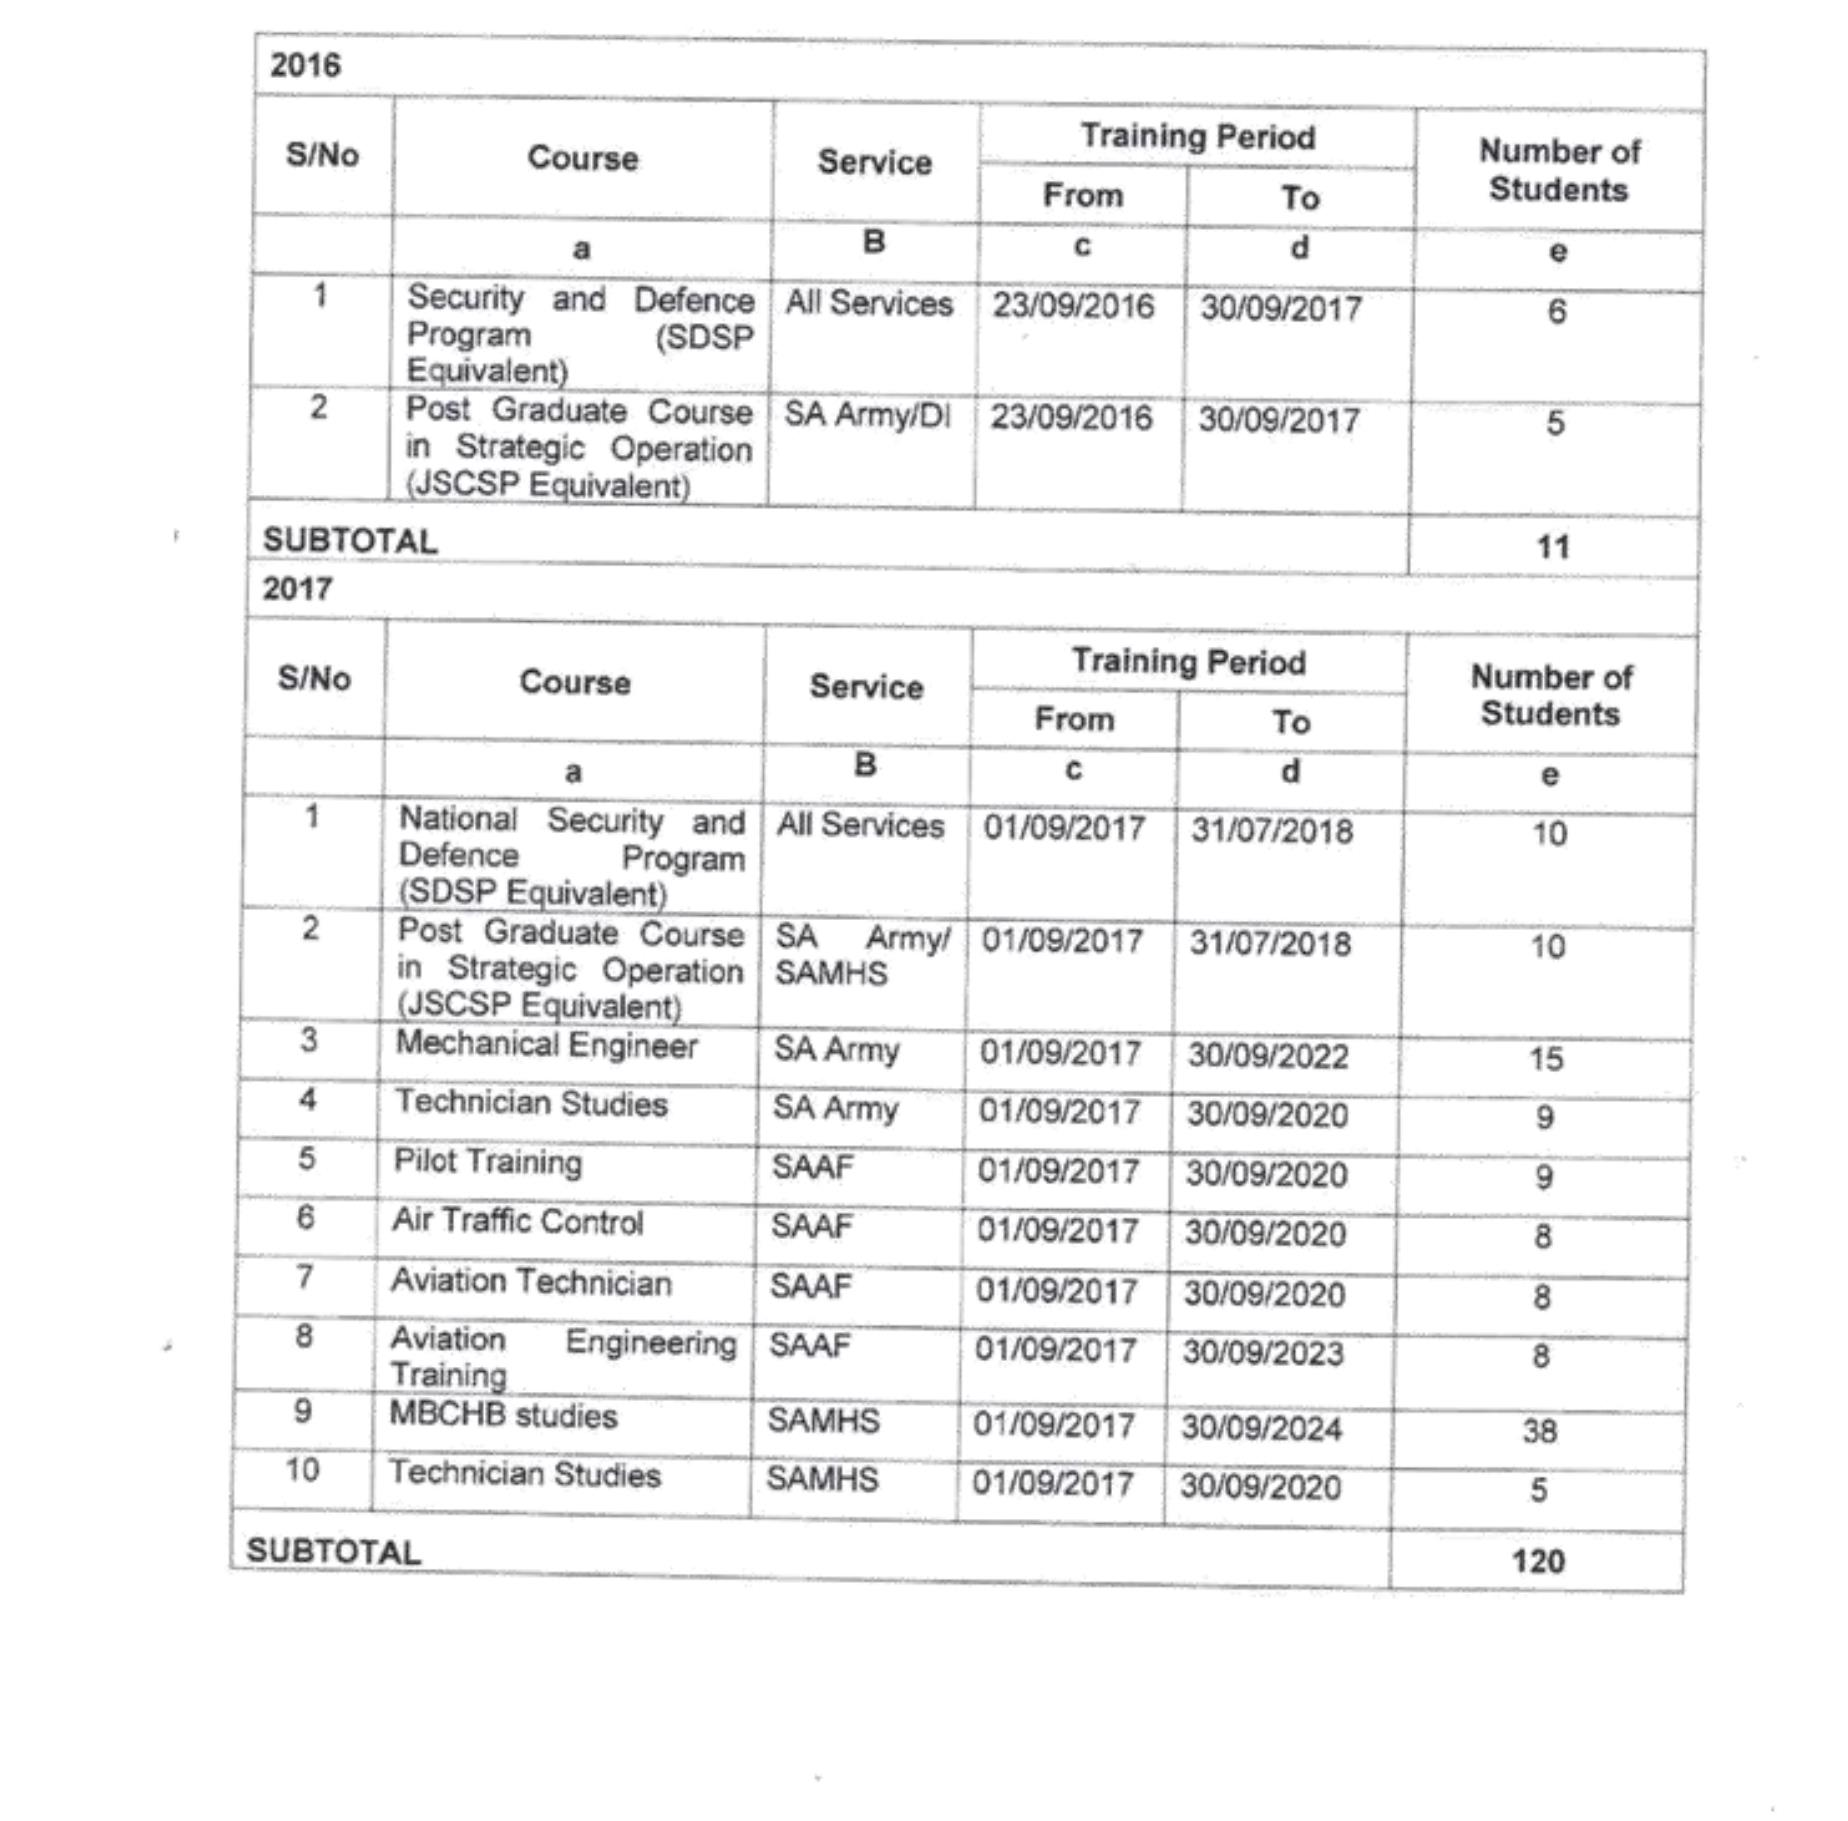 2016
S/No Course Service Training Period Number of Students
From To
a B c d e
1 Security and Defence All Services 23/09/2016 30/09/2017 6
Program (SDSP
Equivalent)
2 Post Graduate Course SA Army/DI 23/09/2016 30/09/2017 5
in Strategic Operation
(JSCSP Equivalent)
SUBTOTAL 11
2017
S/No Course Service Training Period Number of Students
From To
a B c d e
1 National Security and All Services 01/09/2017 31/07/2018 10
Defence Program
(SDSP Equivalent)
2 Post Graduate Course SA Army/ 01/09/2017 31/07/2018 10
in Strategic Operation SAMHS
(JSCSP Equivalent)
3 Mechanical Engineer SA Army 01/09/2017 30/09/2022 15
4 Technician Studies SA Army 01/09/2017 30/09/2020 9
5 Pilot Training SAAF 01/09/2017 30/09/2020 9
6 Air Traffic Control SAAF 01/09/2017 30/09/2020 8
7 Aviation Technician SAAF 01/09/2017 30/09/2020 8
8 Aviation Engineering SAAF 01/09/2017 30/09/2023 8
Training
9 MBCHB studies SAMHS 01/09/2017 30/09/2024 38
10 Technician Studies SAMHS 01/09/2017 30/09/2020 5
SUBTOTAL 120